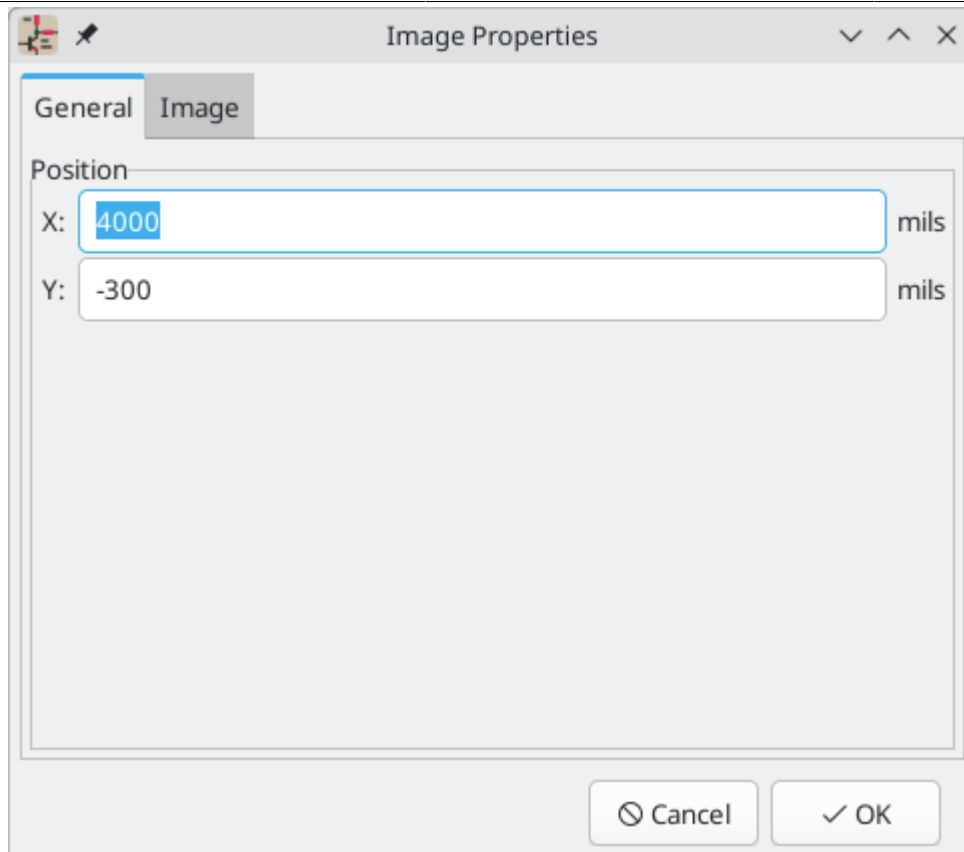 Image Properties
General Image
Position
X: 4000 mils
Y: -300 mils
Cancel OK